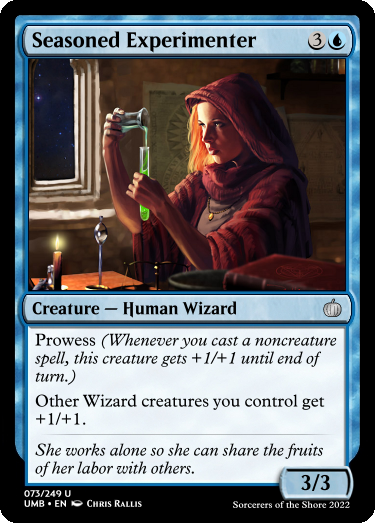 Seasoned Experimenter 3
Creature — Human Wizard
Prowess (Whenever you cast a noncreature
spell, this creature gets +1/+1 until end of
turn.)
Other Wizard creatures you control get
+1/+1.
She works alone so she can share the fruits
of her labor with others.
3/3
073/249 U
UMB • EN Chris Rallis
Sorcerers of the Shore 2022